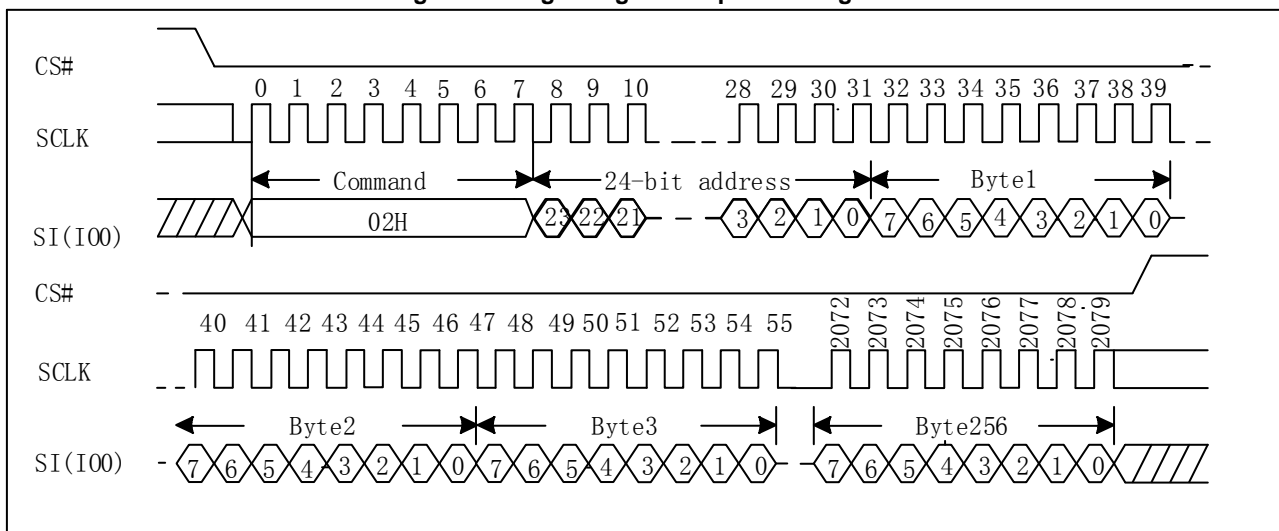 CS#
0 1 2 3 4 5 6 7 8 9 10 28 29 30 31 32 33 34 35 36 37 38 39
SCLK
Command 24-bit address Byte1
SI(IO0) 02H 23 22 21 3 2 1 0 7 6 5 4 3 2 1 0
CS#
40 41 42 43 44 45 46 47 48 49 50 51 52 53 54 55 2072 2073 2074 2075 2076 2077 2078 2079
SCLK
Byte2 Byte3 Byte256
SI(IO0) 7 6 5 4 3 2 1 0 7 6 5 4 3 2 1 0 7 6 5 4 3 2 1 0